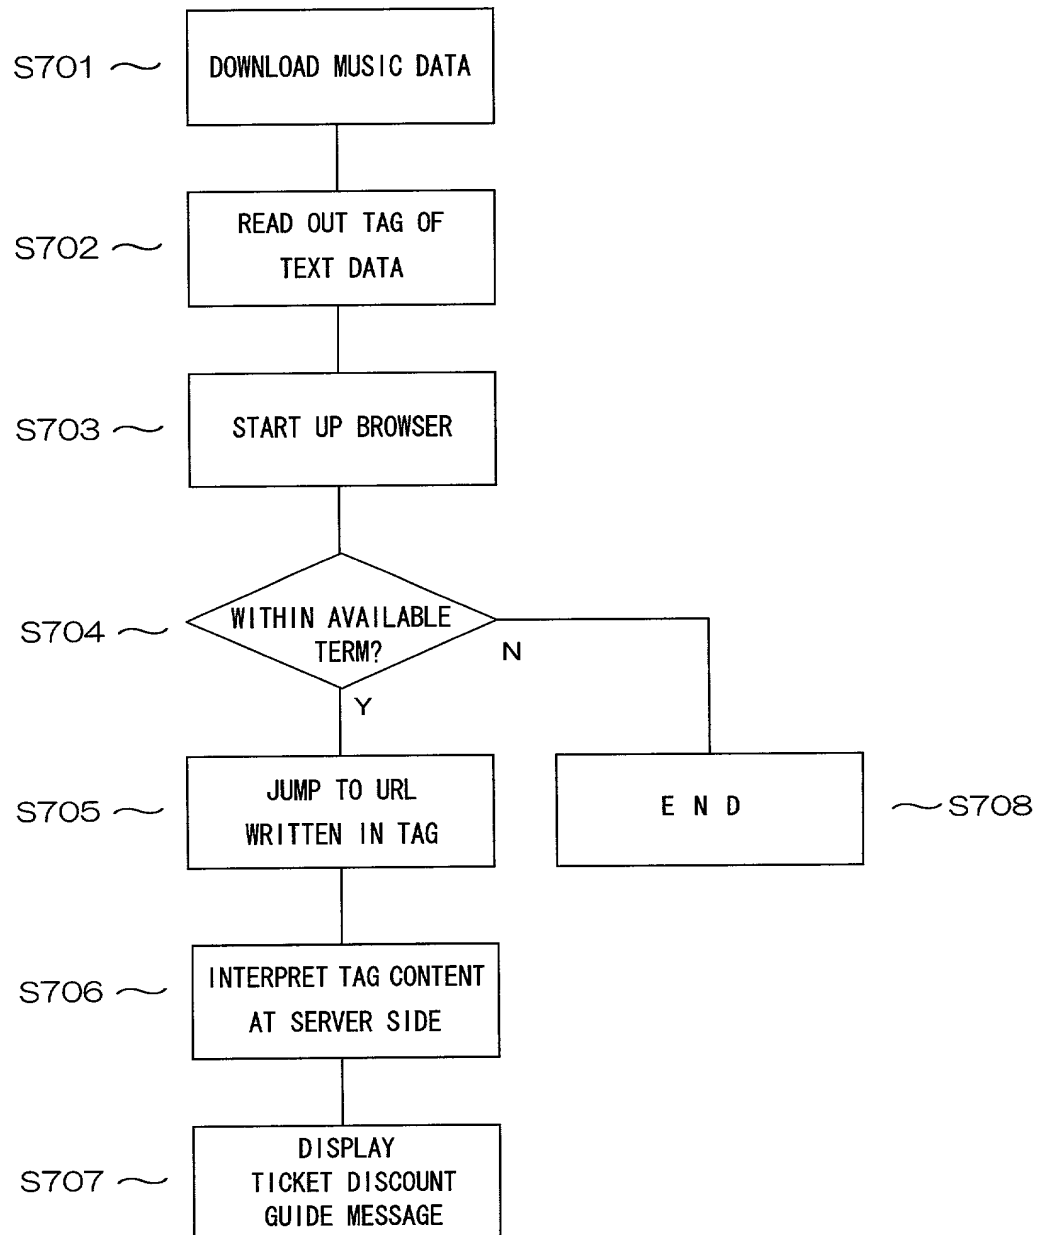 S701
DOWNLOAD MUSIC DATA
S702
READ OUT TAG OF
TEXT DATA
S703
START UP BROWSER
S704
WITHIN AVAILABLE
TERM?
N
Y
S705
JUMP TO URL
WRITTEN IN TAG
E N D
S708
S706
INTERPRET TAG CONTENT
AT SERVER SIDE
S707
DISPLAY
TICKET DISCOUNT
GUIDE MESSAGE